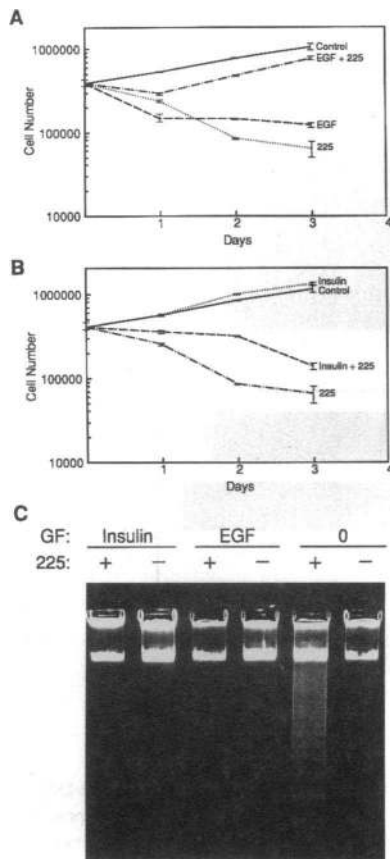 A
1000000
100000
10000
Cell Number
Control
EGF + 225
EGF
225
1 2 3 4
Days
B
1000000
100000
10000
Cell Number
Insulin
Control
Insulin + 225
225
1 2 3 4
Days
C
GF: Insulin EGF 0
225: + − + − + −